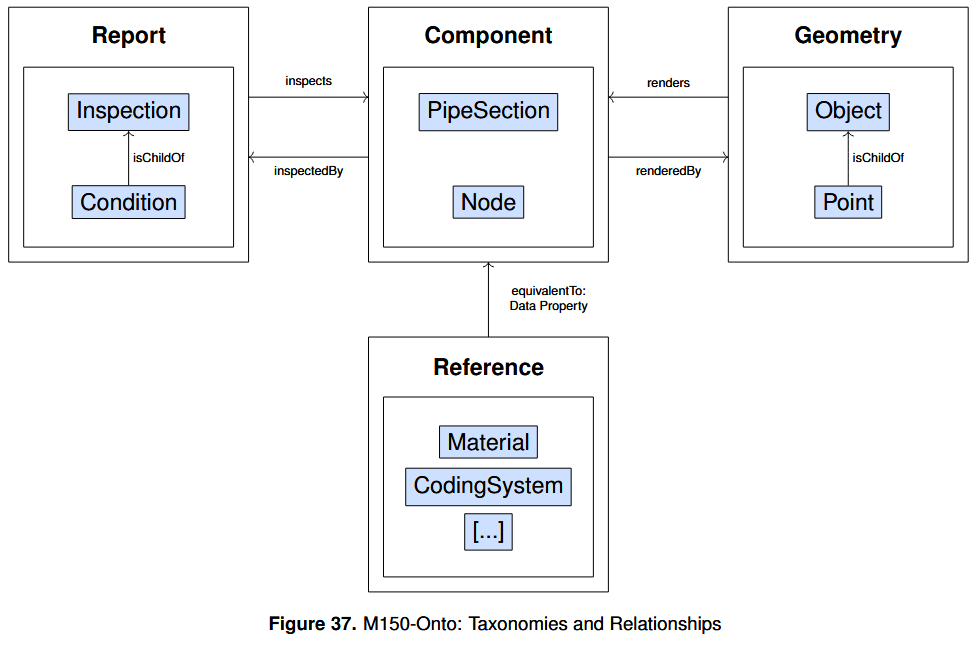 Report
Component
Geometry
inspects
renders
Inspection
PipeSection
Object
isChildOf
isChildOf
inspectedBy
renderedBy
Condition
Node
Point
equivalentTo:
Data Property
Reference
Material
CodingSystem
[...]
Figure 37. M150-Onto: Taxonomies and Relationships